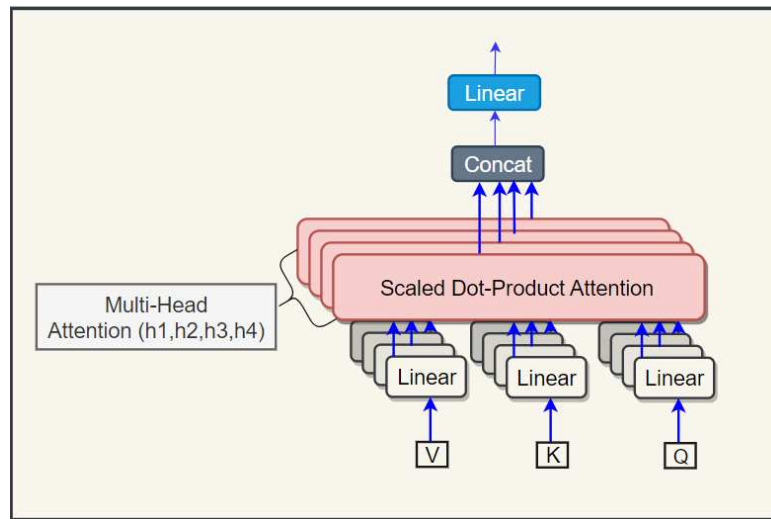 Linear
Concat
Scaled Dot-Product Attention
Multi-Head
Attention (h1,h2,h3,h4)
Linear
Linear
Linear
V
K
Q